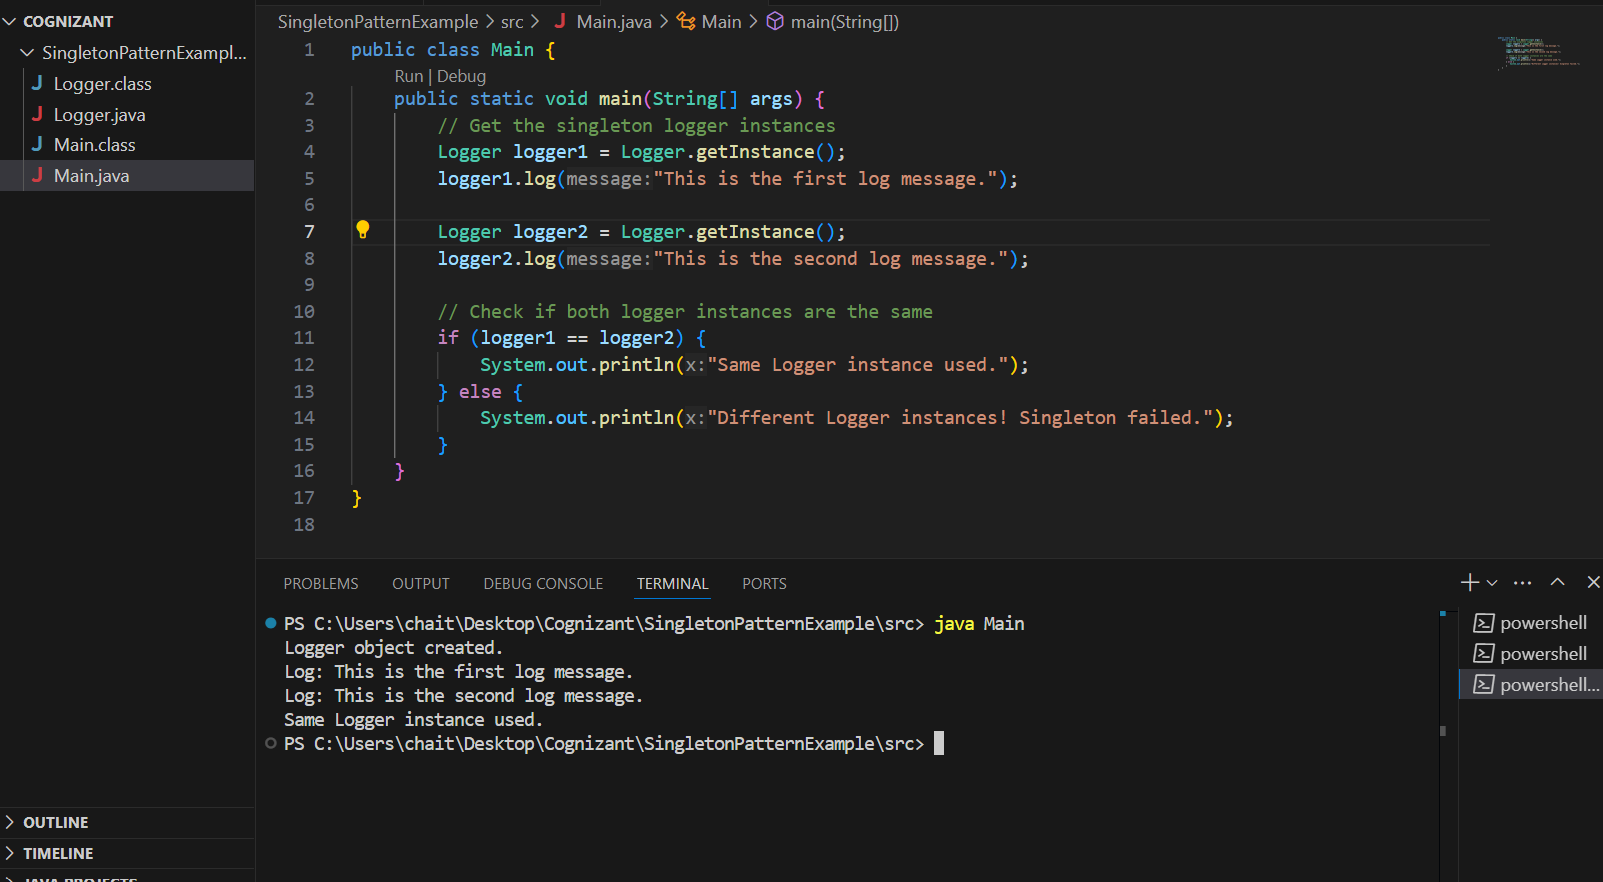 COGNIZANT
SingletonPatternExampl...
Logger.class
Logger.java
Main.class
Main.java
OUTLINE
TIMELINE
JAVA PROJECTS
SingletonPatternExample > src > Main.java > Main > main(String[])
1 public class Main {
Run | Debug
2 public static void main(String[] args) {
3 // Get the singleton logger instances
4 Logger logger1 = Logger.getInstance();
5 logger1.log(message:"This is the first log message.");
6
7 Logger logger2 = Logger.getInstance();
8 logger2.log(message:"This is the second log message.");
9
10 // Check if both logger instances are the same
11 if (logger1 == logger2) {
12 System.out.println(x:"Same Logger instance used.");
13 } else {
14 System.out.println(x:"Different Logger instances! Singleton failed.");
15 }
16 }
17 }
18
PROBLEMS OUTPUT DEBUG CONSOLE TERMINAL PORTS
PS C:\Users\chait\Desktop\Cognizant\SingletonPatternExample\src> java Main
Logger object created.
Log: This is the first log message.
Log: This is the second log message.
Same Logger instance used.
PS C:\Users\chait\Desktop\Cognizant\SingletonPatternExample\src>
powershell
powershell
powershell...